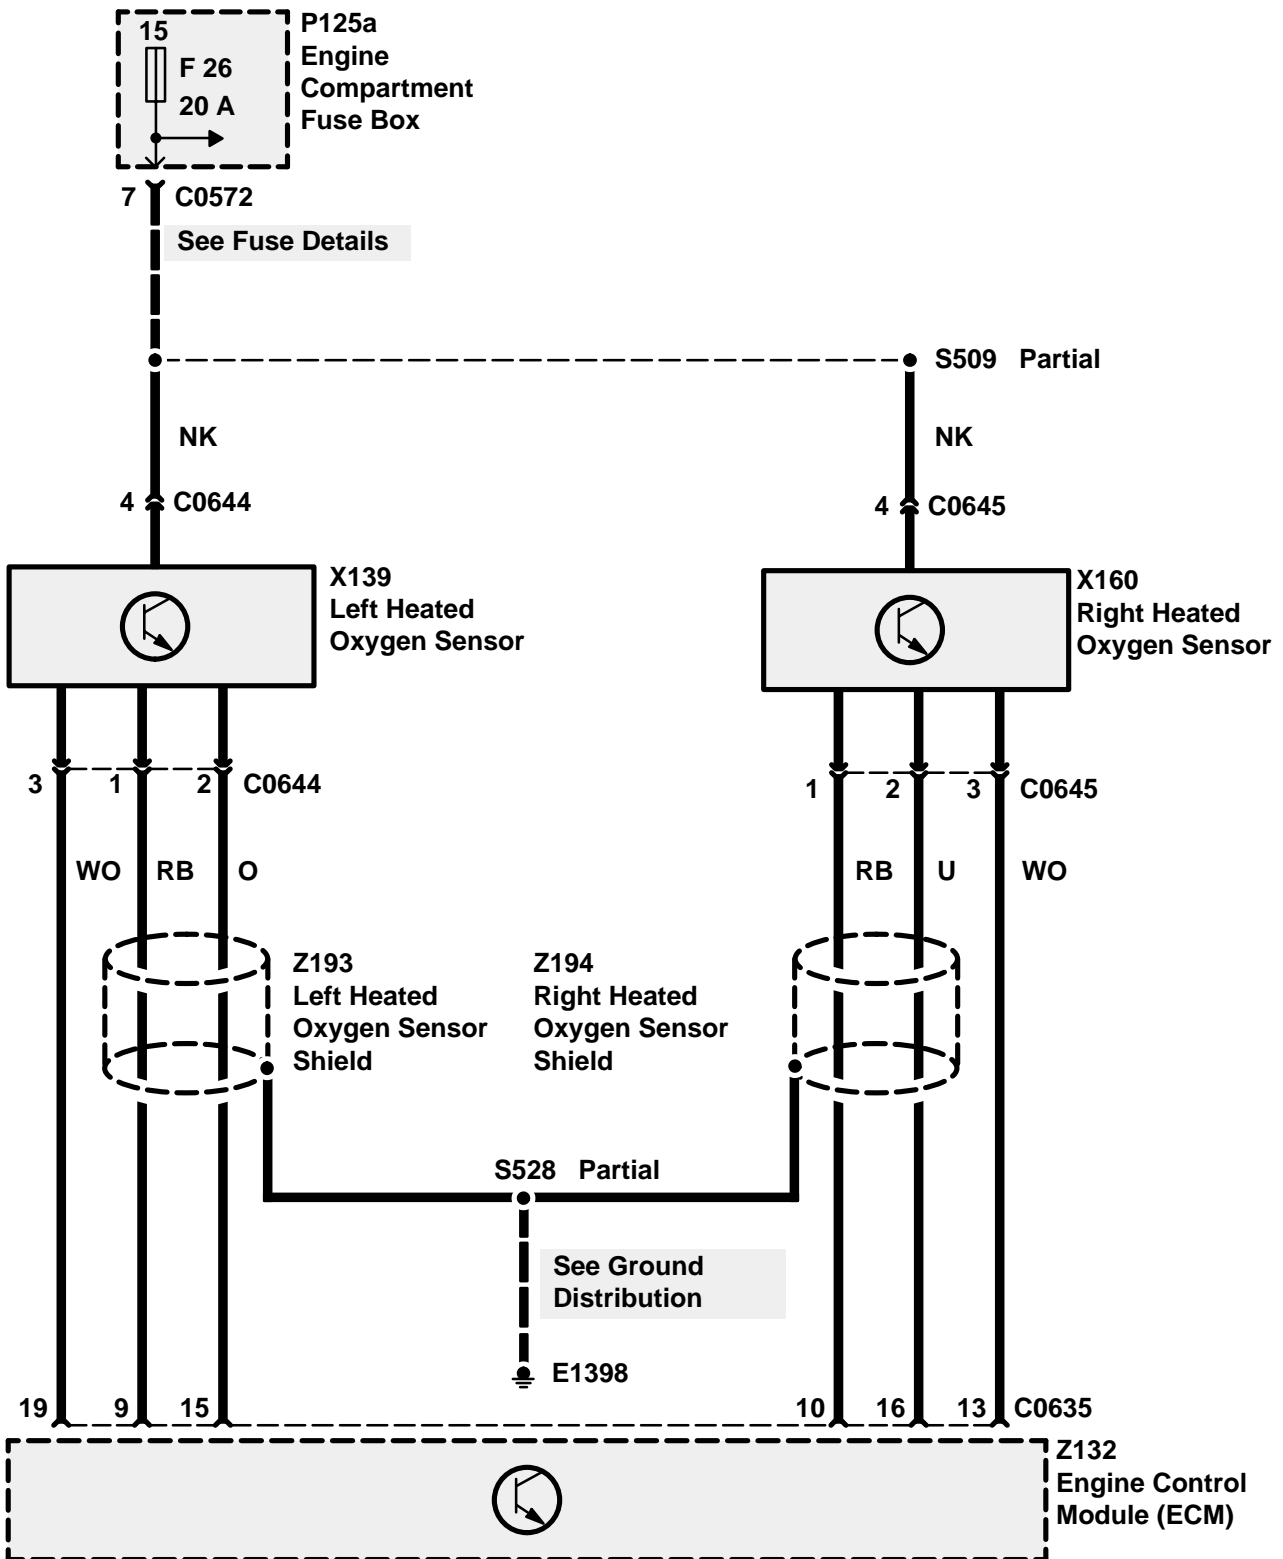 15
F 26
20 A
P125a
Engine
Compartment
Fuse Box
7 C0572
See Fuse Details
S509 Partial
NK
NK
4 C0644
4 C0645
X139
Left Heated
Oxygen Sensor
X160
Right Heated
Oxygen Sensor
3 1 2 C0644
1 2 3 C0645
WO RB O
RB U WO
Z193
Left Heated
Oxygen Sensor
Shield
Z194
Right Heated
Oxygen Sensor
Shield
S528 Partial
See Ground
Distribution
E1398
19 9 15
10 16 13 C0635
Z132
Engine Control
Module (ECM)